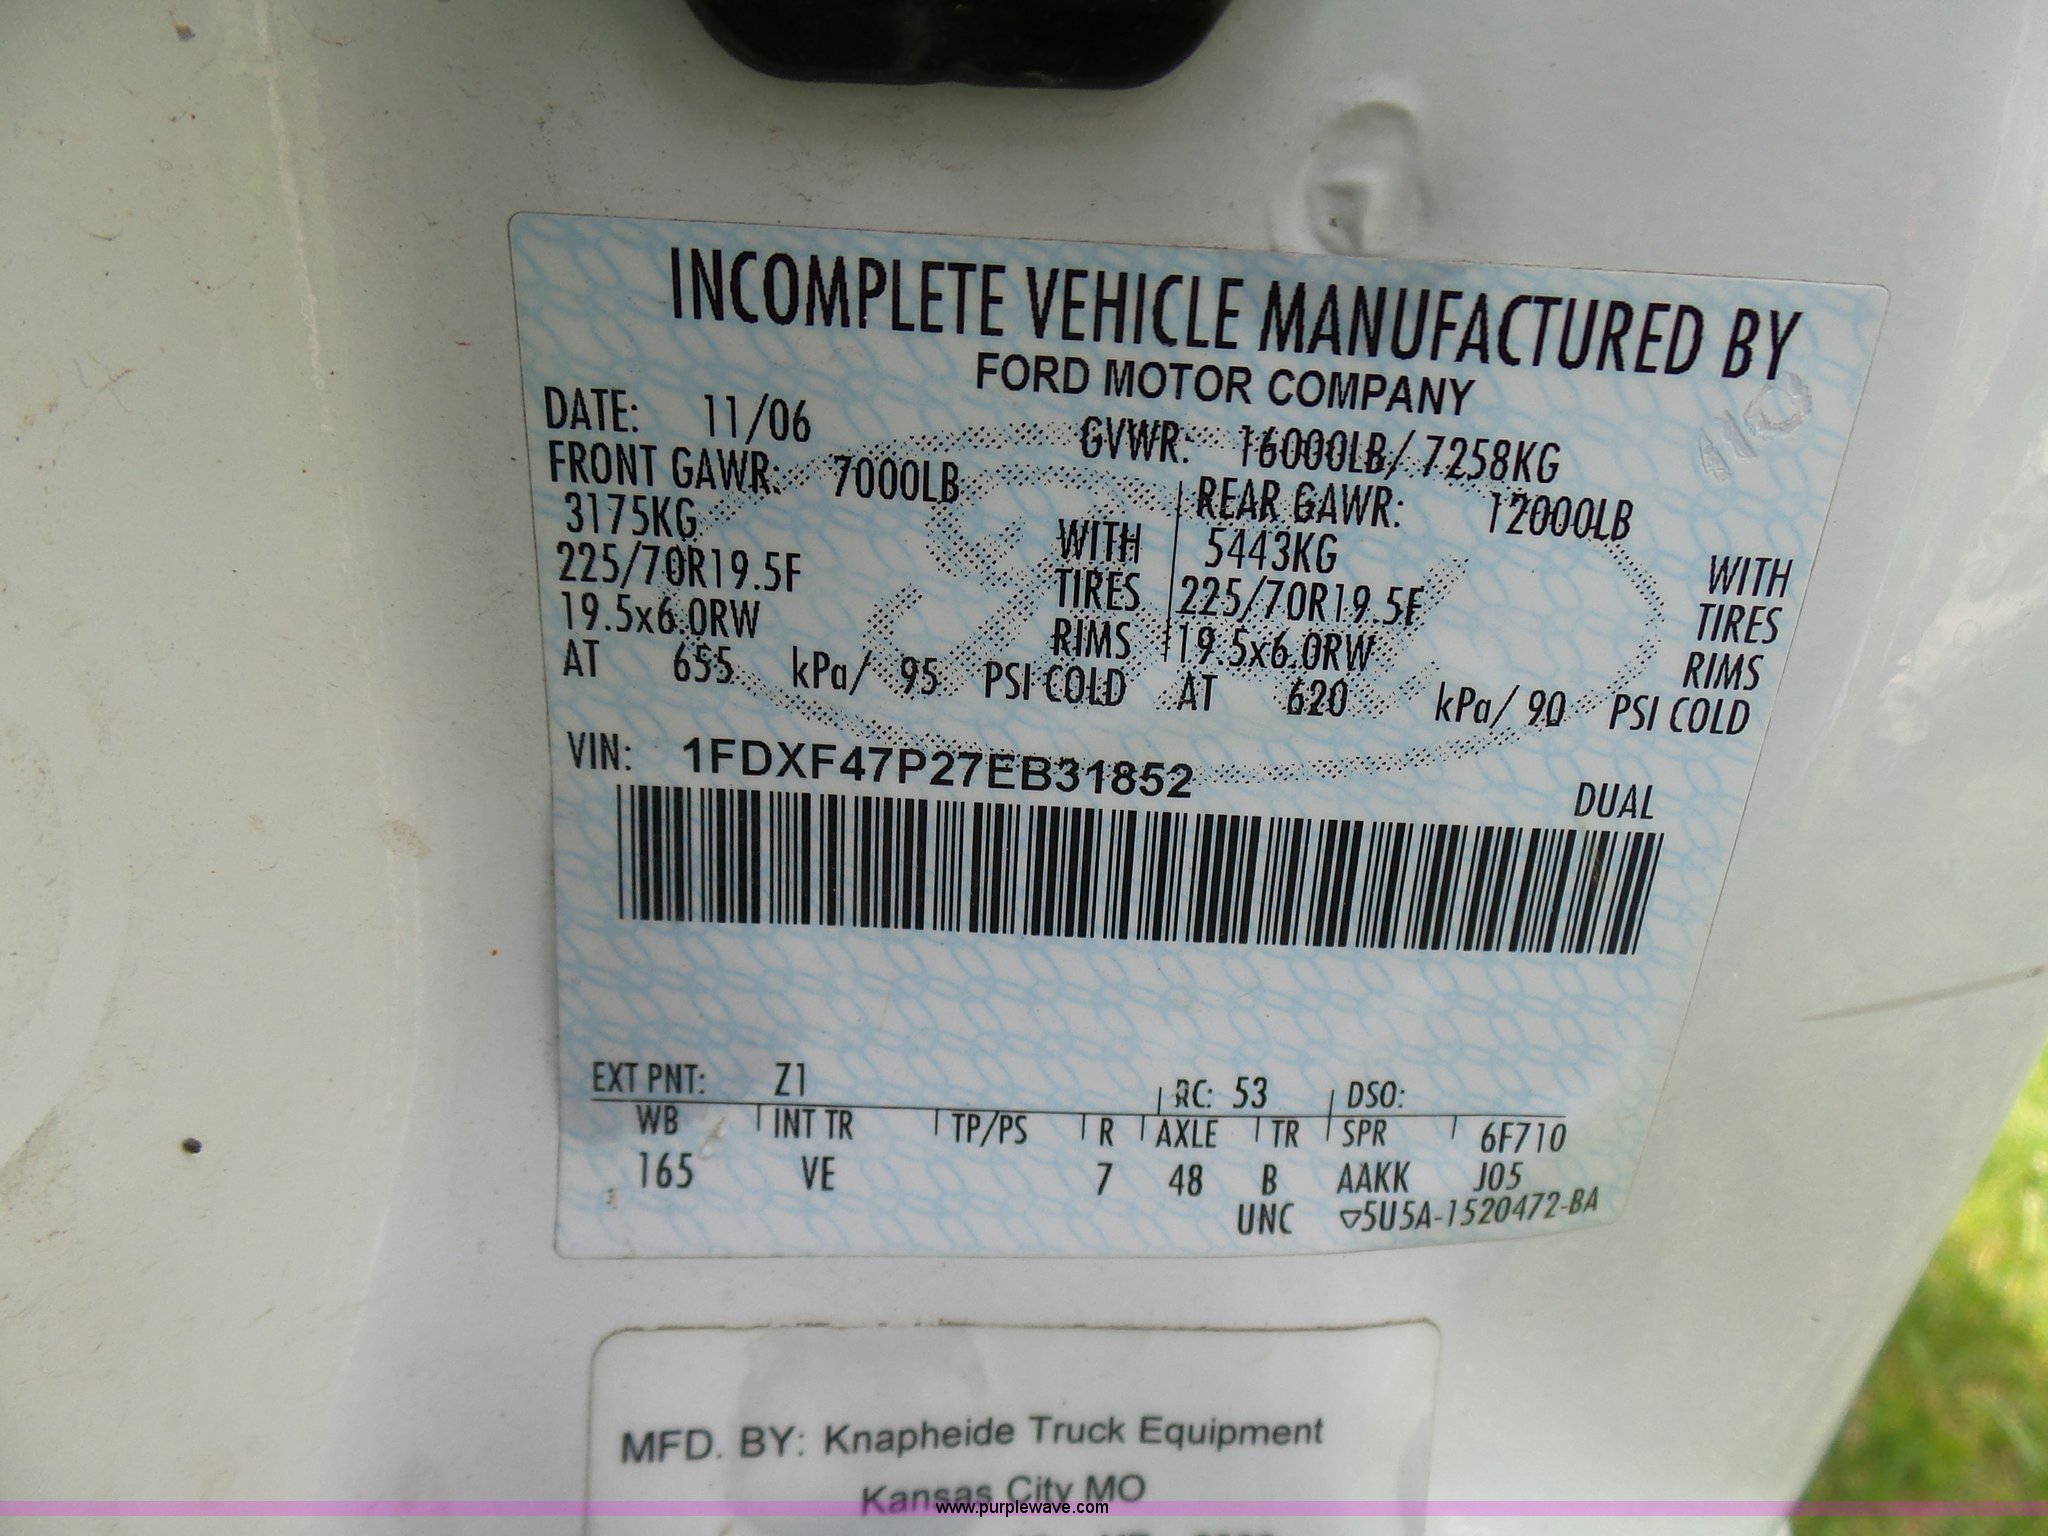 INCOMPLETE VEHICLE MANUFACTURED BY
FORD MOTOR COMPANY
DATE: 11/06 GVWR: 16000LB/ 7258KG
FRONT GAWR: 7000LB REAR GAWR: 12000LB
3175KG WITH 5443KG WITH
225/70R19.5F TIRES 225/70R19.5F TIRES
19.5x6.0RW RIMS 19.5x6.0RW RIMS
AT 655 kPa/ 95 PSI COLD AT 620 kPa/ 90 PSI COLD
VIN: 1FDXF47P27EB31852
DUAL
EXT PNT: Z1 RC: 53 DSO:
WB INT TR TP/PS R AXLE TR SPR 6F710
165 VE 7 48 B AAKK J05
UNC ▽5U5A-1520472-BA
MFD. BY: Knapheide Truck Equipment
Kansas City MO
www.purplewave.com